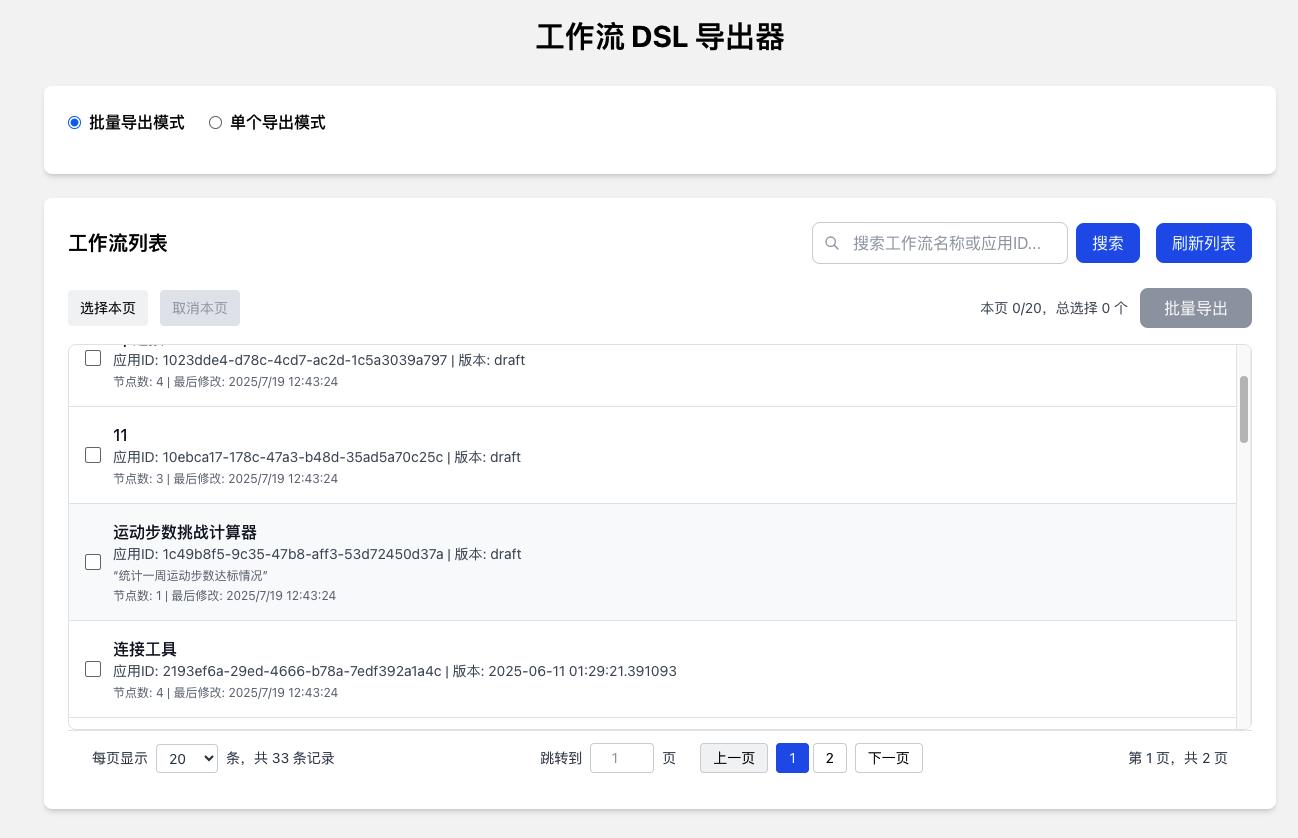 工作流 DSL 导出器
批量导出模式 单个导出模式
工作流列表
搜索工作流名称或应用ID...
搜索
刷新列表
选择本页
取消本页
本页 0/20，总选择 0 个
批量导出
应用ID: 1023dde4-d78c-4cd7-ac2d-1c5a3039a797 | 版本: draft
节点数: 4 | 最后修改: 2025/7/19 12:43:24
11
应用ID: 10ebca17-178c-47a3-b48d-35ad5a70c25c | 版本: draft
节点数: 3 | 最后修改: 2025/7/19 12:43:24
运动步数挑战计算器
应用ID: 1c49b8f5-9c35-47b8-aff3-53d72450d37a | 版本: draft
“统计一周运动步数达标情况”
节点数: 1 | 最后修改: 2025/7/19 12:43:24
连接工具
应用ID: 2193ef6a-29ed-4666-b78a-7edf392a1a4c | 版本: 2025-06-11 01:29:21.391093
节点数: 4 | 最后修改: 2025/7/19 12:43:24
每页显示 20 条，共 33 条记录
跳转到 1 页
上一页 1 2 下一页
第 1 页，共 2 页